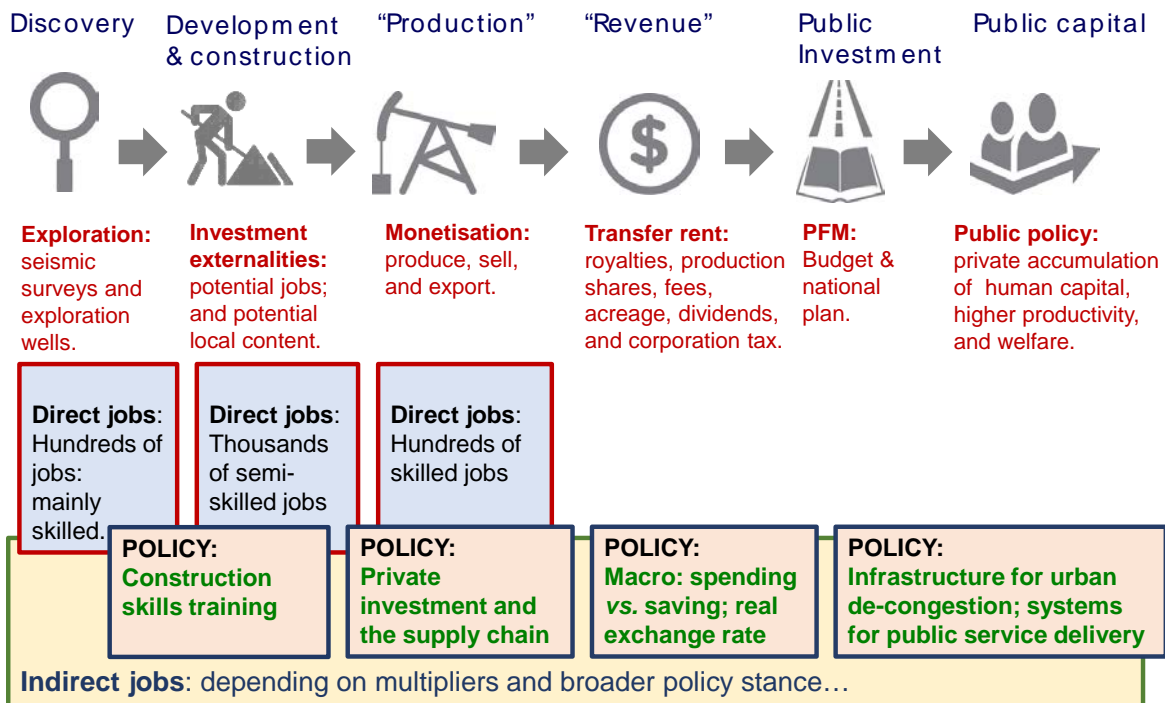 Discovery
Development
& construction
“Production”
“Revenue”
Public
Investment
Public capital
$
Exploration:
seismic
surveys and
exploration
wells.
Investment
externalities:
potential jobs;
and potential
local content.
Monetisation:
produce, sell,
and export.
Transfer rent:
royalties, production
shares, fees,
acreage, dividends,
and corporation tax.
PFM:
Budget &
national
plan.
Public policy:
private accumulation
of human capital,
higher productivity,
and welfare.
Direct jobs:
Hundreds of
jobs:
mainly
skilled.
Direct jobs:
Thousands
of semi-
skilled jobs
Direct jobs:
Hundreds of
skilled jobs
POLICY:
Construction
skills training
POLICY:
Private
investment and
the supply chain
POLICY:
Macro: spending
vs. saving; real
exchange rate
POLICY:
Infrastructure for urban
de-congestion; systems
for public service delivery
Indirect jobs: depending on multipliers and broader policy stance…